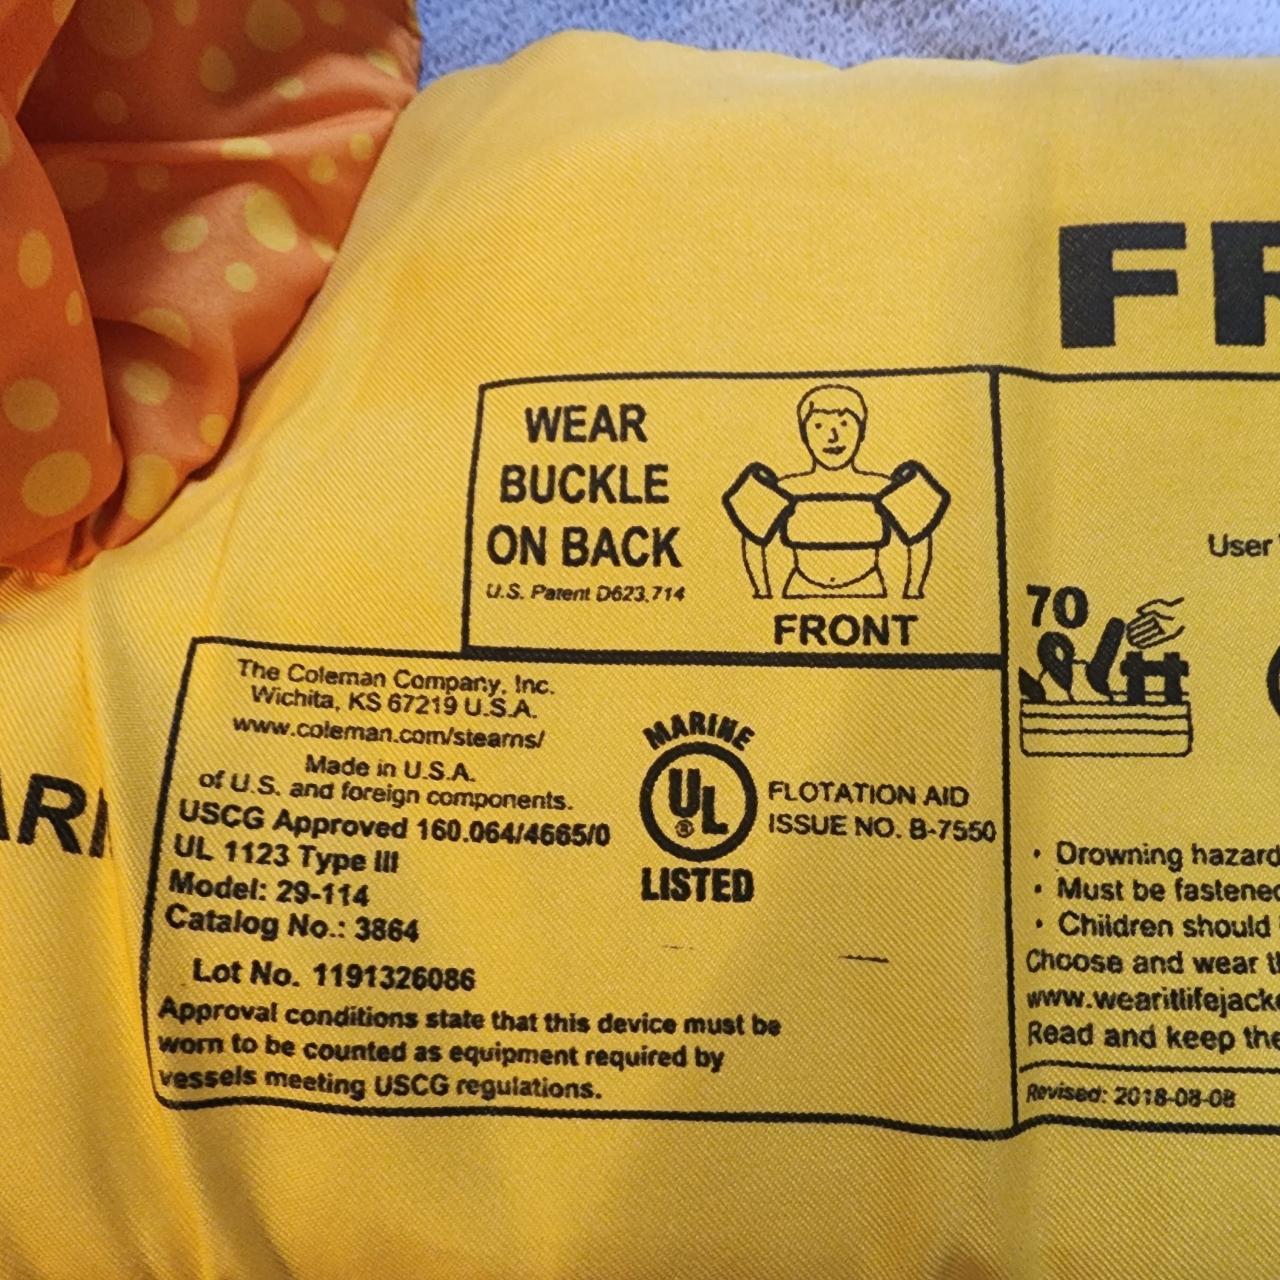 FR
WEAR
BUCKLE
ON BACK
U.S. Patent D623,714
FRONT
The Coleman Company, Inc.
Wichita, KS 67219 U.S.A.
www.coleman.com/stearns/
Made in U.S.A.
of U.S. and foreign components.
USCG Approved 160.064/4665/0
UL 1123 Type III
Model: 29-114
Catalog No.: 3864
Lot No. 1191326086
Approval conditions state that this device must be
worn to be counted as equipment required by
vessels meeting USCG regulations.
MARINE
UL®
LISTED
FLOTATION AID
ISSUE NO. B-7550
User
70
• Drowning hazard
• Must be fastened
• Children should
Choose and wear t
www.wearitlifejack
Read and keep the
Revised: 2018-08-08
AR